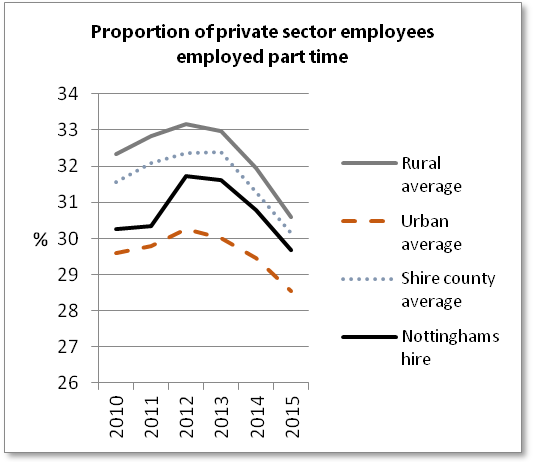 Proportion of private sector employees
employed part time
34
33
32
31
30
29
28
27
26
%
2010
2011
2012
2013
2014
2015
Rural
average
Urban
average
Shire county
average
Nottinghams
hire